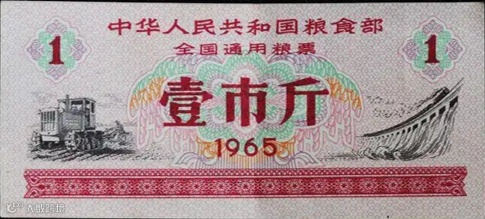 中华人民共和国粮食部
1 全国通用粮票 1
壹市斤
1965